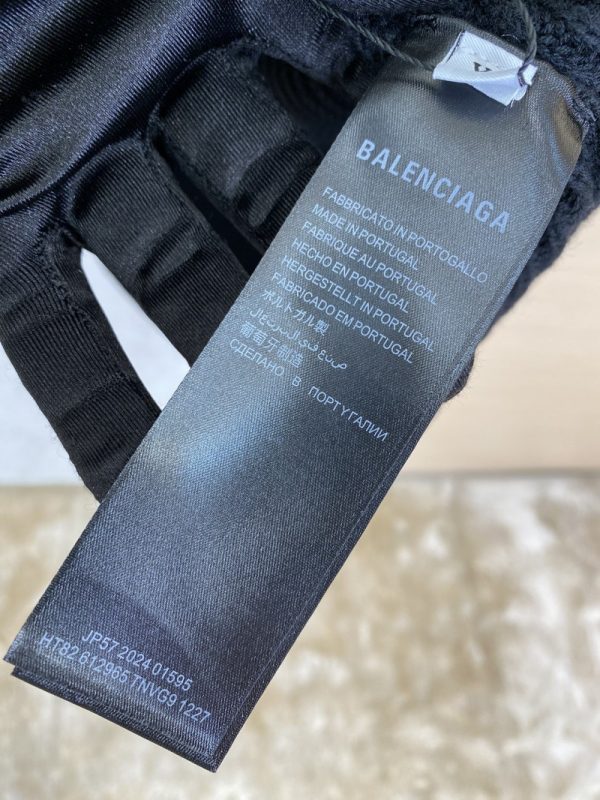 BALENCIAGA
FABBRICATO IN PORTOGALLO
MADE IN PORTUGAL
FABRIQUE AU PORTUGAL
HECHO EN PORTUGAL
HERGESTELLT IN PORTUGAL
FABRICADO EM PORTUGAL
ポルトガル製
صنع في البرتغال
葡萄牙制造
СДЕЛАНО В ПОРТУГАЛИИ
JP57 2024 01595
HT82 612965 TNVG9 1227